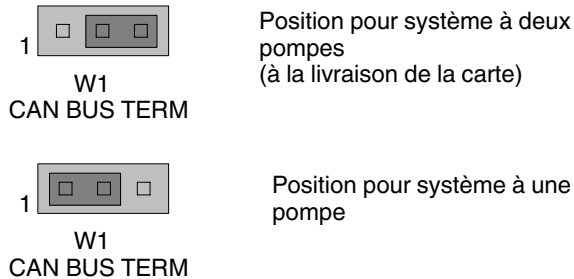 Position pour système à deux
pompes
(à la livraison de la carte)
1
W1
CAN BUS TERM
Position pour système à une
pompe
1
W1
CAN BUS TERM